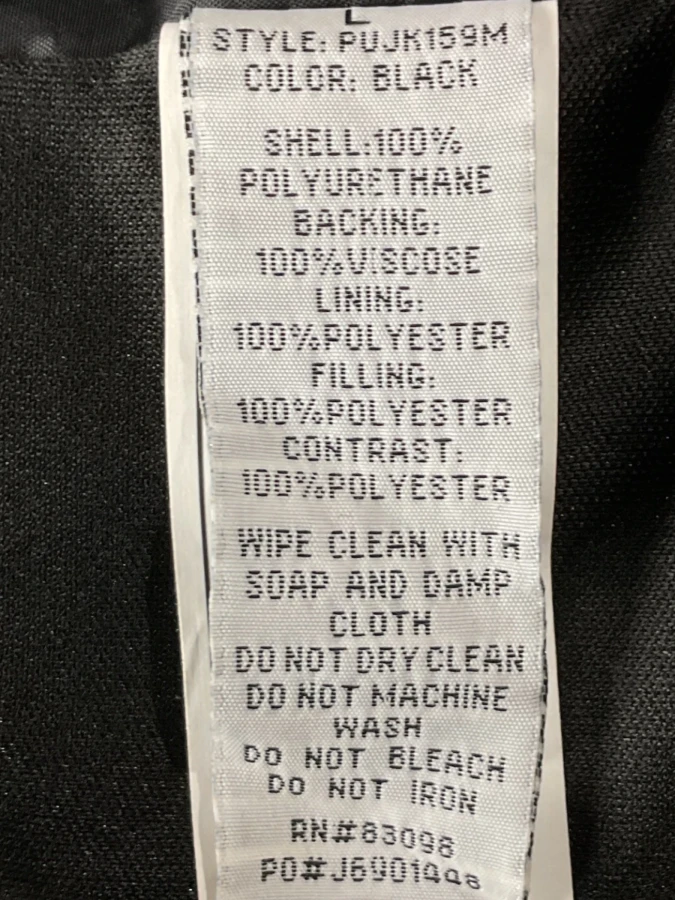 L
STYLE: PUJK159M
COLOR: BLACK
SHELL:100%
POLYURETHANE
BACKING:
100%VISCOSE
LINING:
100%POLYESTER
FILLING:
100%POLYESTER
CONTRAST:
100%POLYESTER
WIPE CLEAN WITH
SOAP AND DAMP
CLOTH
DO NOT DRY CLEAN
DO NOT MACHINE
WASH
DO NOT BLEACH
DO NOT IRON
RN#83098